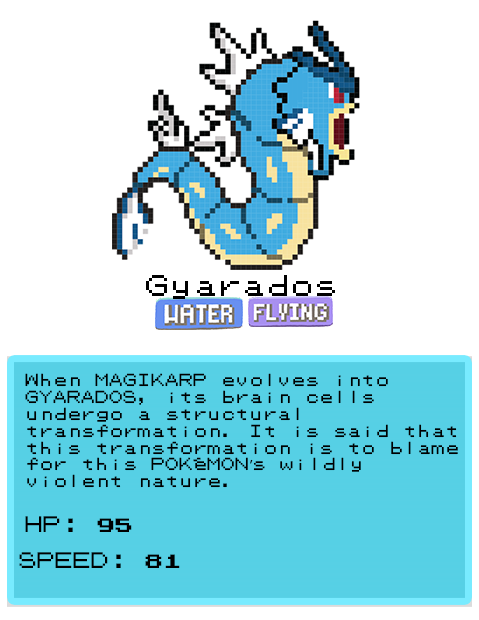 Gyarados
WATER FLYING
When MAGIKARP evolves into
GYARADOS, its brain cells
undergo a structural
transformation. It is said that
this transformation is to blame
for this POKéMON's wildly
violent nature.
HP: 95
SPEED: 81